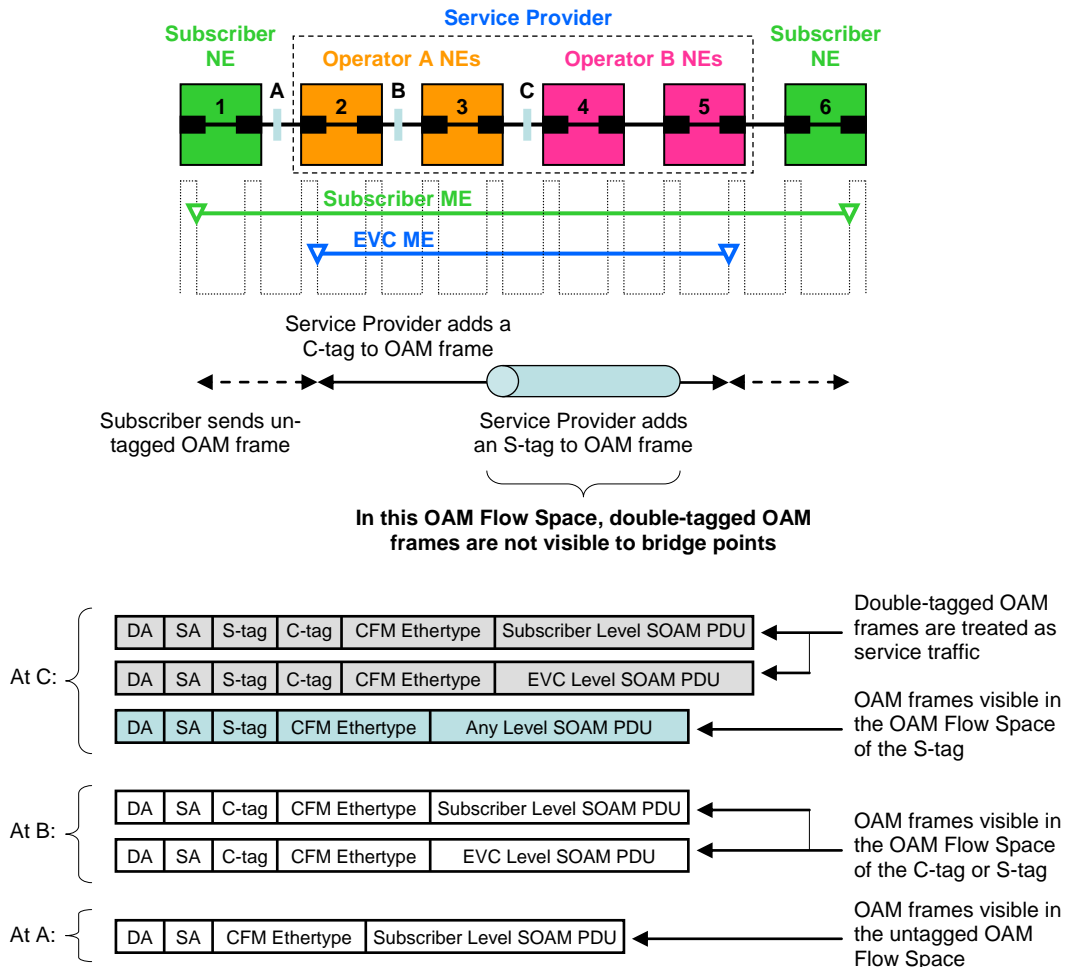 Service Provider
Subscriber
NE
Operator A NEs
Operator B NEs
Subscriber
NE
A
B
C
1
2
3
4
5
6
Subscriber ME
EVC ME
Service Provider adds a
C-tag to OAM frame
Subscriber sends un-
tagged OAM frame
Service Provider adds
an S-tag to OAM frame
In this OAM Flow Space, double-tagged OAM
frames are not visible to bridge points
At C:
DA SA S-tag C-tag CFM Ethertype Subscriber Level SOAM PDU
DA SA S-tag C-tag CFM Ethertype EVC Level SOAM PDU
DA SA S-tag CFM Ethertype Any Level SOAM PDU
Double-tagged OAM
frames are treated as
service traffic
OAM frames visible in
the OAM Flow Space
of the S-tag
At B:
DA SA C-tag CFM Ethertype Subscriber Level SOAM PDU
DA SA C-tag CFM Ethertype EVC Level SOAM PDU
OAM frames visible in
the OAM Flow Space
of the C-tag or S-tag
At A:
DA SA CFM Ethertype Subscriber Level SOAM PDU
OAM frames visible in
the untagged OAM
Flow Space